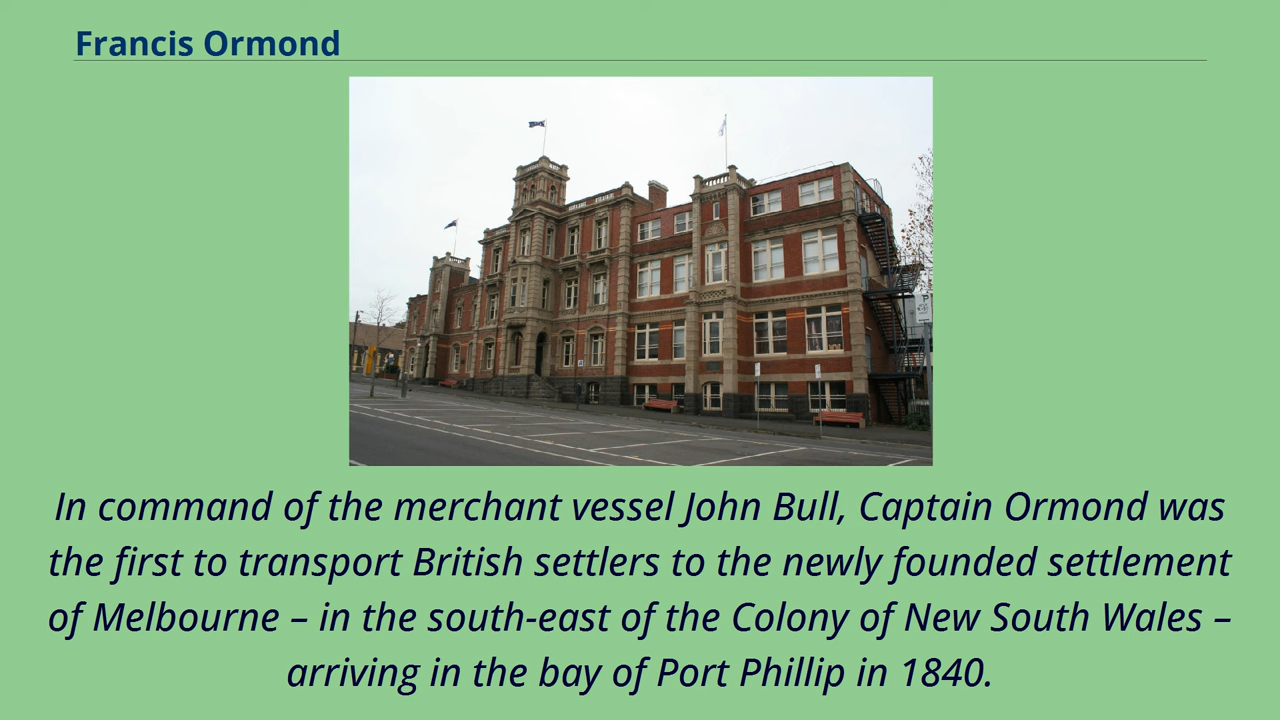 Francis Ormond
In command of the merchant vessel John Bull, Captain Ormond was
the first to transport British settlers to the newly founded settlement
of Melbourne – in the south-east of the Colony of New South Wales –
arriving in the bay of Port Phillip in 1840.